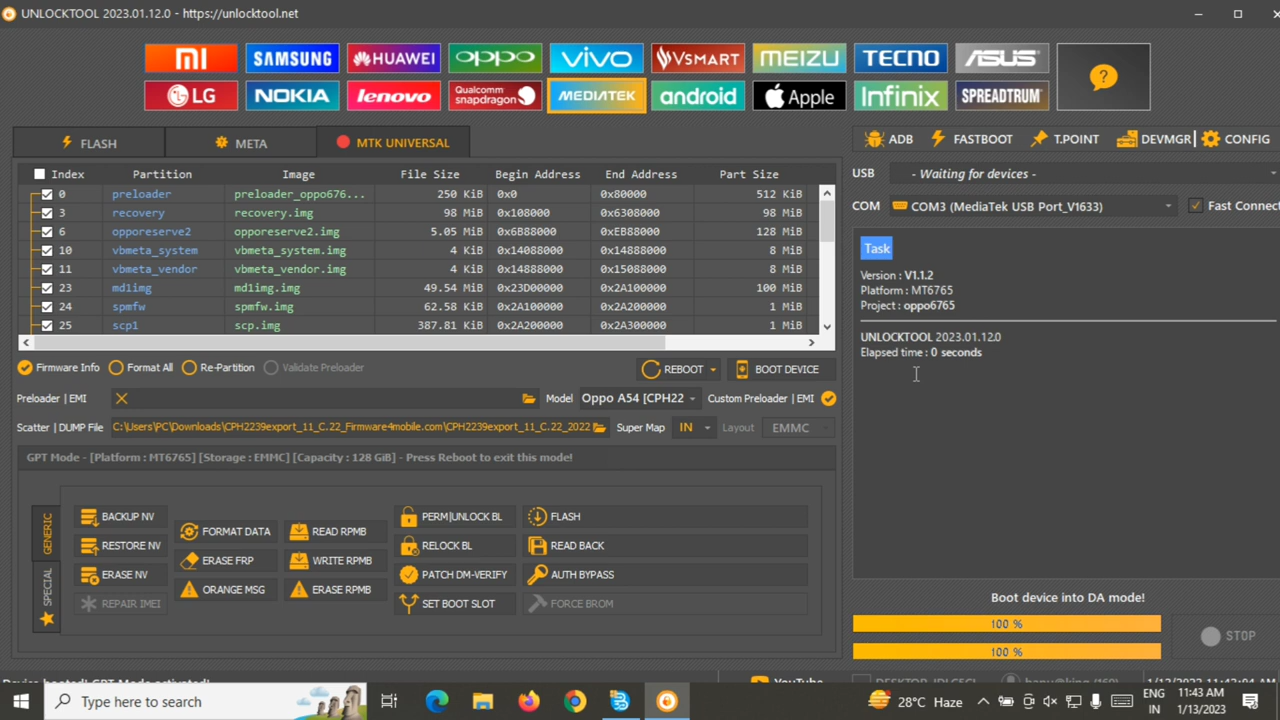 UNLOCKTOOL 2023.01.12.0 - https://unlocktool.net
MI SAMSUNG HUAWEI oppo vivo VSMART MEIZU TECNO ASUS ?
LG NOKIA lenovo Qualcomm snapdragon MEDIATEK android Apple Infinix SPREADTRUM
FLASH META MTK UNIVERSAL
ADB FASTBOOT T.POINT DEVMGR CONFIG
Index Partition Image File Size Begin Address End Address Part Size
0 preloader preloader_oppo676... 250 KiB 0x0 0x80000 512 KiB
3 recovery recovery.img 98 MiB 0x108000 0x6308000 98 MiB
6 opporeserve2 opporeserve2.img 5.05 MiB 0x6B88000 0xEB88000 128 MiB
10 vbmeta_system vbmeta_system.img 4 KiB 0x14088000 0x14888000 8 MiB
11 vbmeta_vendor vbmeta_vendor.img 4 KiB 0x14888000 0x15088000 8 MiB
23 md1img md1img.img 49.54 MiB 0x23D00000 0x2A100000 100 MiB
24 spmfw spmfw.img 62.58 KiB 0x2A100000 0x2A200000 1 MiB
25 scp1 scp.img 387.81 KiB 0x2A200000 0x2A300000 1 MiB
USB - Waiting for devices -
COM COM3 (MediaTek USB Port_V1633) Fast Connect
Task
Version : V1.1.2
Platform : MT6765
Project : oppo6765
UNLOCKTOOL 2023.01.12.0
Elapsed time : 0 seconds
Firmware Info Format All Re-Partition Validate Preloader REBOOT BOOT DEVICE
Preloader | EMI Model Oppo A54 [CPH22 Custom Preloader | EMI
Scatter | DUMP File C:\Users\PC\Downloads\CPH2239export_11_C.22_Firmware4mobile.com\CPH2239export_11_C.22_2022 Super Map IN Layout EMMC
GPT Mode - [Platform : MT6765] [Storage : EMMC] [Capacity : 128 GiB] - Press Reboot to exit this mode!
GENERIC
SPECIAL
BACKUP NV
RESTORE NV
ERASE NV
REPAIR IMEI
FORMAT DATA
ERASE FRP
ORANGE MSG
READ RPMB
WRITE RPMB
ERASE RPMB
PERM|UNLOCK BL
RELOCK BL
PATCH DM-VERIFY
SET BOOT SLOT
FLASH
READ BACK
AUTH BYPASS
FORCE BROM
Boot device into DA mode!
100 %
100 %
STOP
Device booted! GPT Mode activated!
YouTube
1/13/2023 11:43:04 AM
Type here to search
28°C Haze
ENG
IN
11:43 AM
1/13/2023